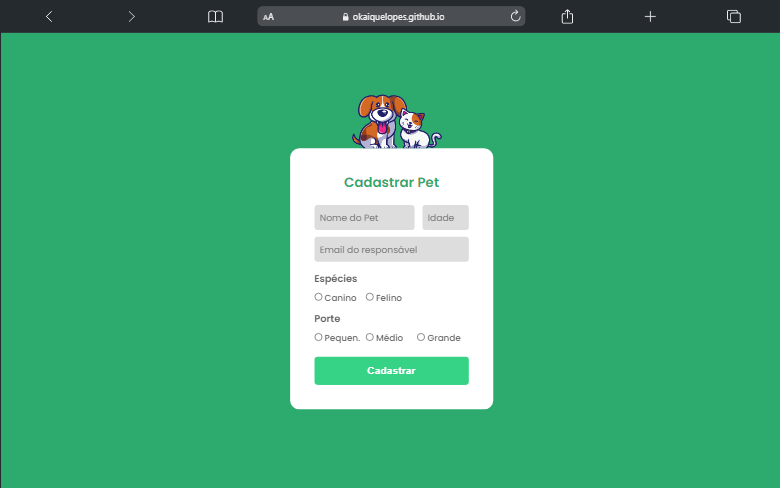 AA okaiquelopes.github.io
Cadastrar Pet
Nome do Pet Idade
Email do responsável
Espécies
Canino Felino
Porte
Pequen. Médio Grande
Cadastrar